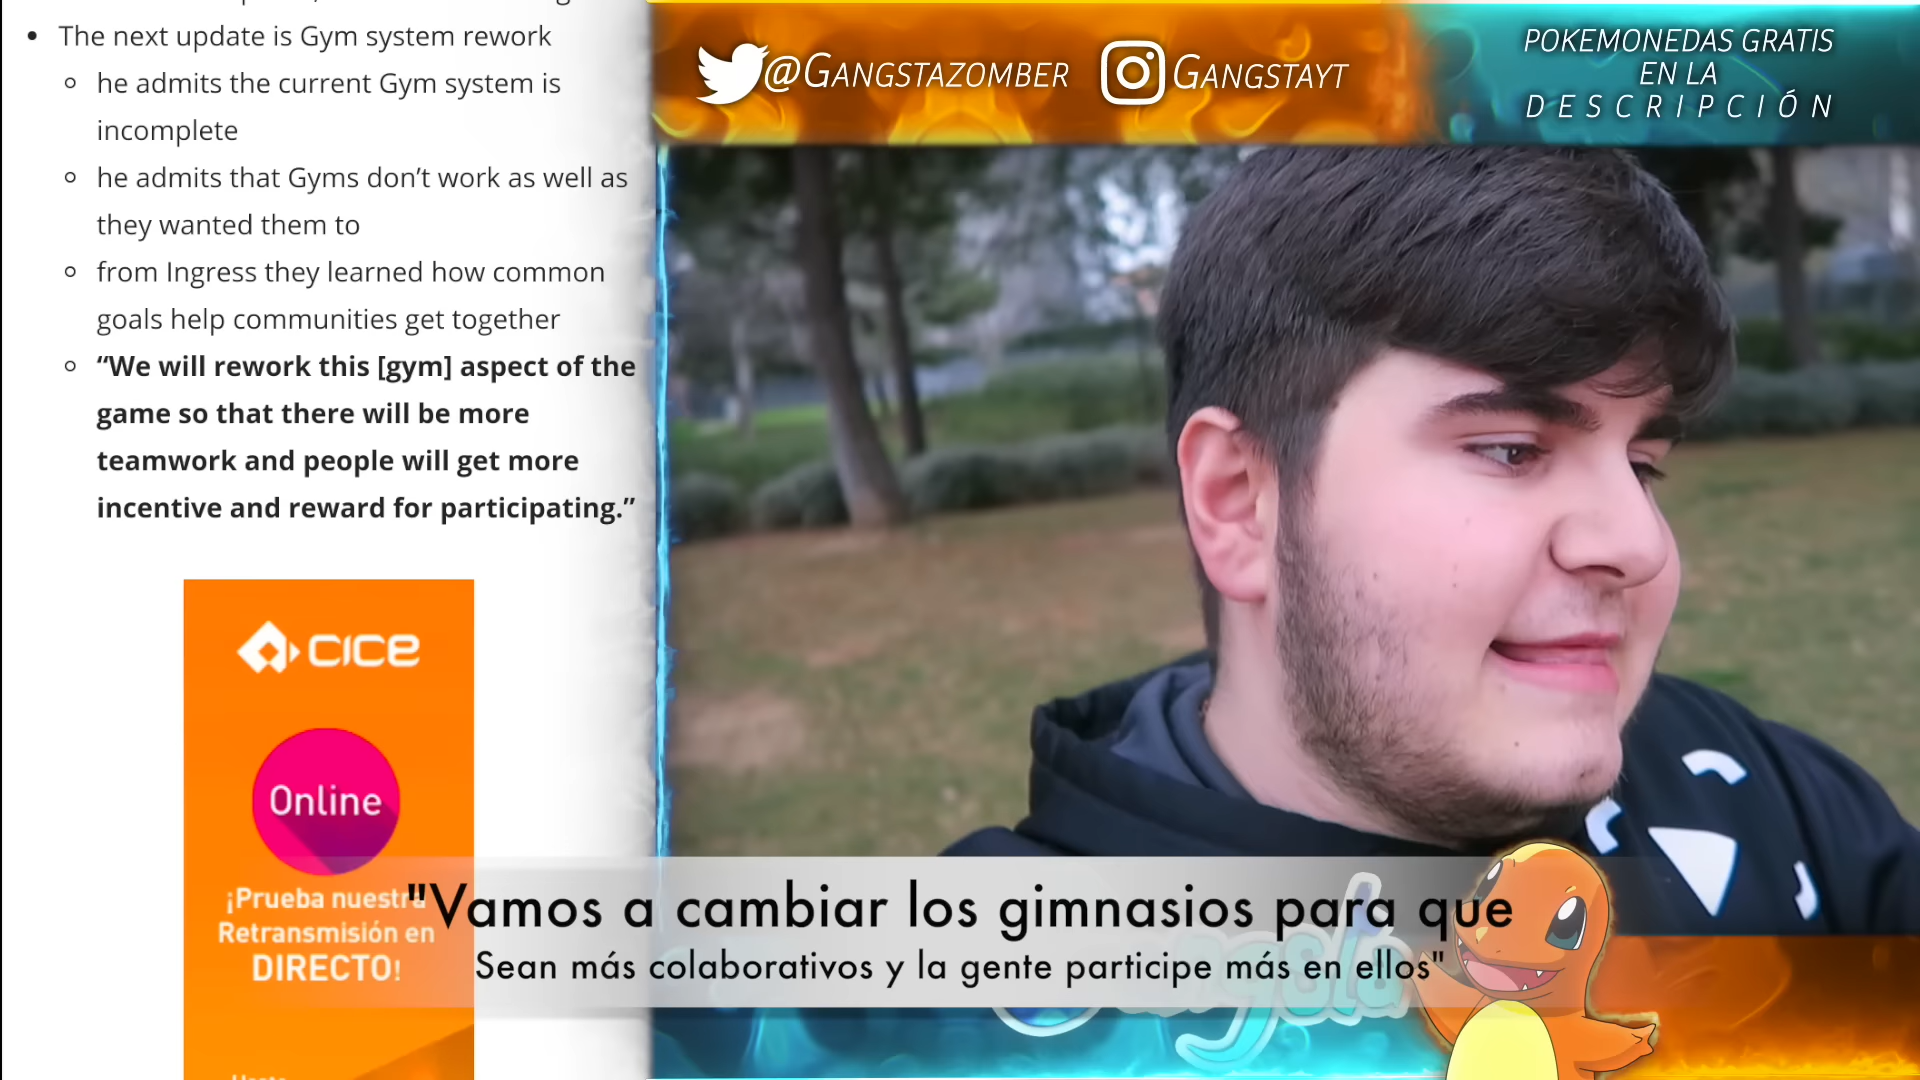 The next update is Gym system rework
he admits the current Gym system is
incomplete
he admits that Gyms don’t work as well as
they wanted them to
from Ingress they learned how common
goals help communities get together
“We will rework this [gym] aspect of the
game so that there will be more
teamwork and people will get more
incentive and reward for participating.”
CICE
Online
¡Prueba nuestra
Retransmisión en
DIRECTO!
@GANGSTAZOMBER
GANGSTAYT
POKEMONEDAS GRATIS
EN LA
DESCRIPCIÓN
"Vamos a cambiar los gimnasios para que
Sean más colaborativos y la gente participe más en ellos"